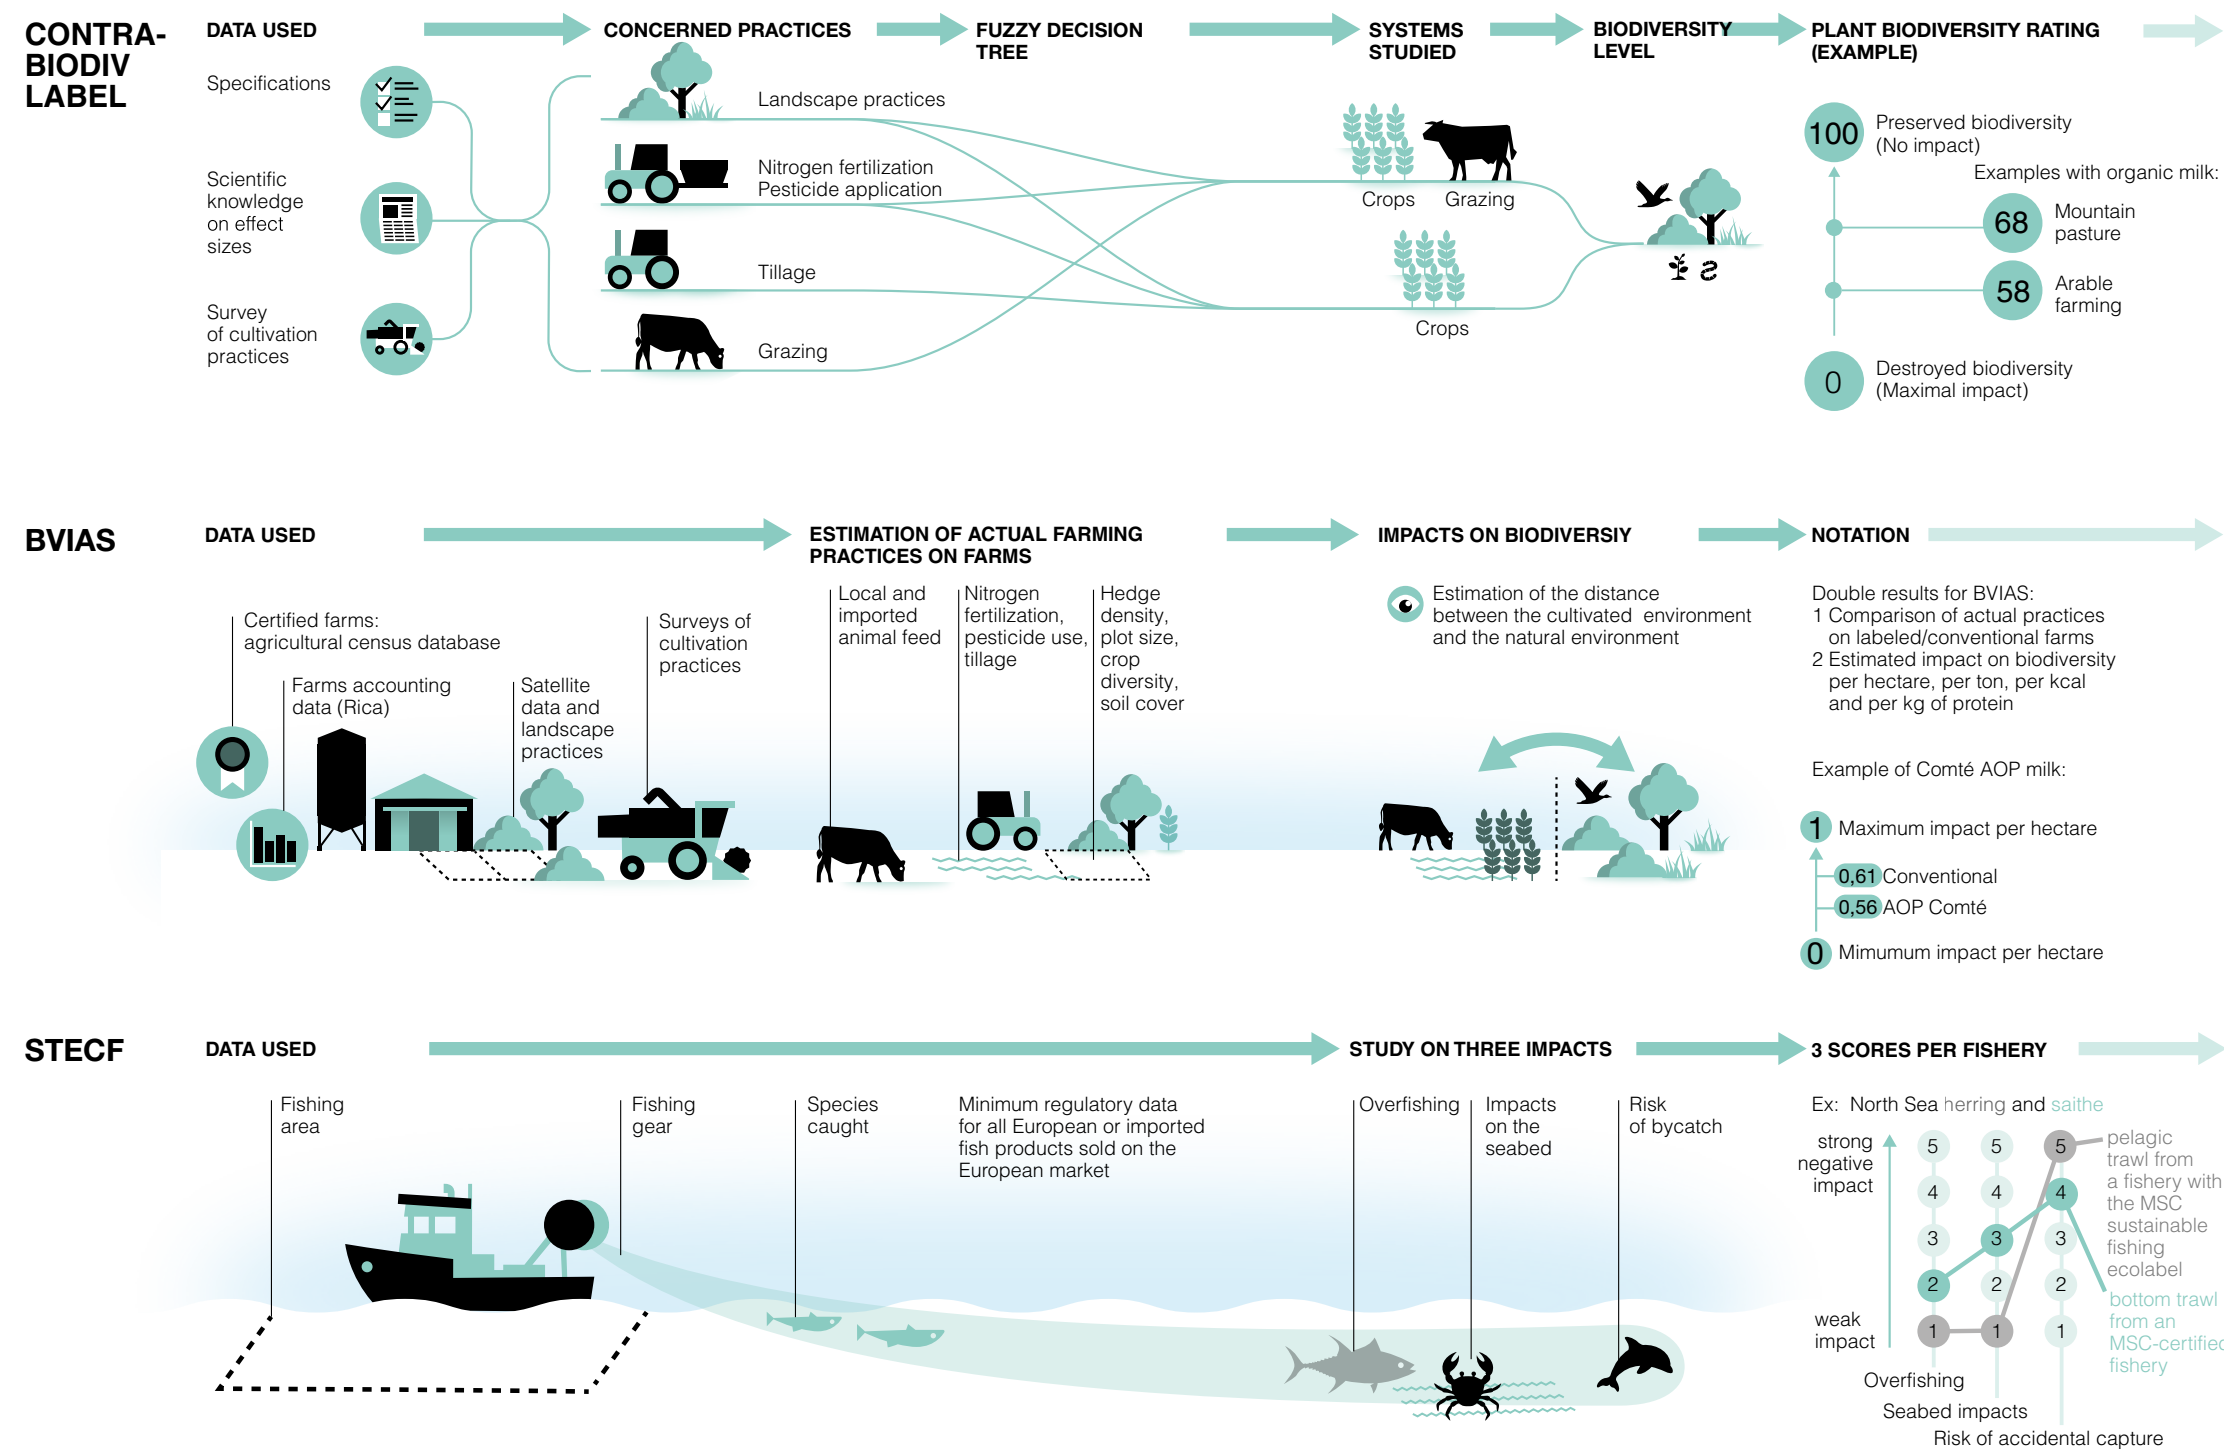 CONTRA-
BIODIV
LABEL
DATA USED
CONCERNED PRACTICES
FUZZY DECISION
TREE
SYSTEMS
STUDIED
BIODIVERSITY
LEVEL
PLANT BIODIVERSITY RATING
(EXAMPLE)
Specifications
Scientific
knowledge
on effect
sizes
Survey
of cultivation
practices
Landscape practices
Nitrogen fertilization
Pesticide application
Tillage
Grazing
Crops
Grazing
Crops
100
Preserved biodiversity
(No impact)
Examples with organic milk:
68
Mountain
pasture
58
Arable
farming
0
Destroyed biodiversity
(Maximal impact)
BVIAS
DATA USED
ESTIMATION OF ACTUAL FARMING
PRACTICES ON FARMS
IMPACTS ON BIODIVERSIY
NOTATION
Certified farms:
agricultural census database
Farms accounting
data (Rica)
Satellite
data and
landscape
practices
Surveys of
cultivation
practices
Local and
imported
animal feed
Nitrogen
fertilization,
pesticide use,
tillage
Hedge
density,
plot size,
crop
diversity,
soil cover
Estimation of the distance
between the cultivated environment
and the natural environment
Double results for BVIAS:
1 Comparison of actual practices
on labeled/conventional farms
2 Estimated impact on biodiversity
per hectare, per ton, per kcal
and per kg of protein
Example of Comté AOP milk:
1 Maximum impact per hectare
0,61 Conventional
0,56 AOP Comté
0 Mimumum impact per hectare
STECF
DATA USED
STUDY ON THREE IMPACTS
3 SCORES PER FISHERY
Fishing
area
Fishing
gear
Species
caught
Minimum regulatory data
for all European or imported
fish products sold on the
European market
Overfishing
Impacts
on the
seabed
Risk
of bycatch
Ex: North Sea herring and saithe
strong
negative
impact
weak
impact
5 5 5
4 4 4
3 3 3
2 2 2
1 1 1
pelagic
trawl from
a fishery with
the MSC
sustainable
fishing
ecolabel
bottom trawl
from an
MSC-certified
fishery
Overfishing
Seabed impacts
Risk of accidental capture